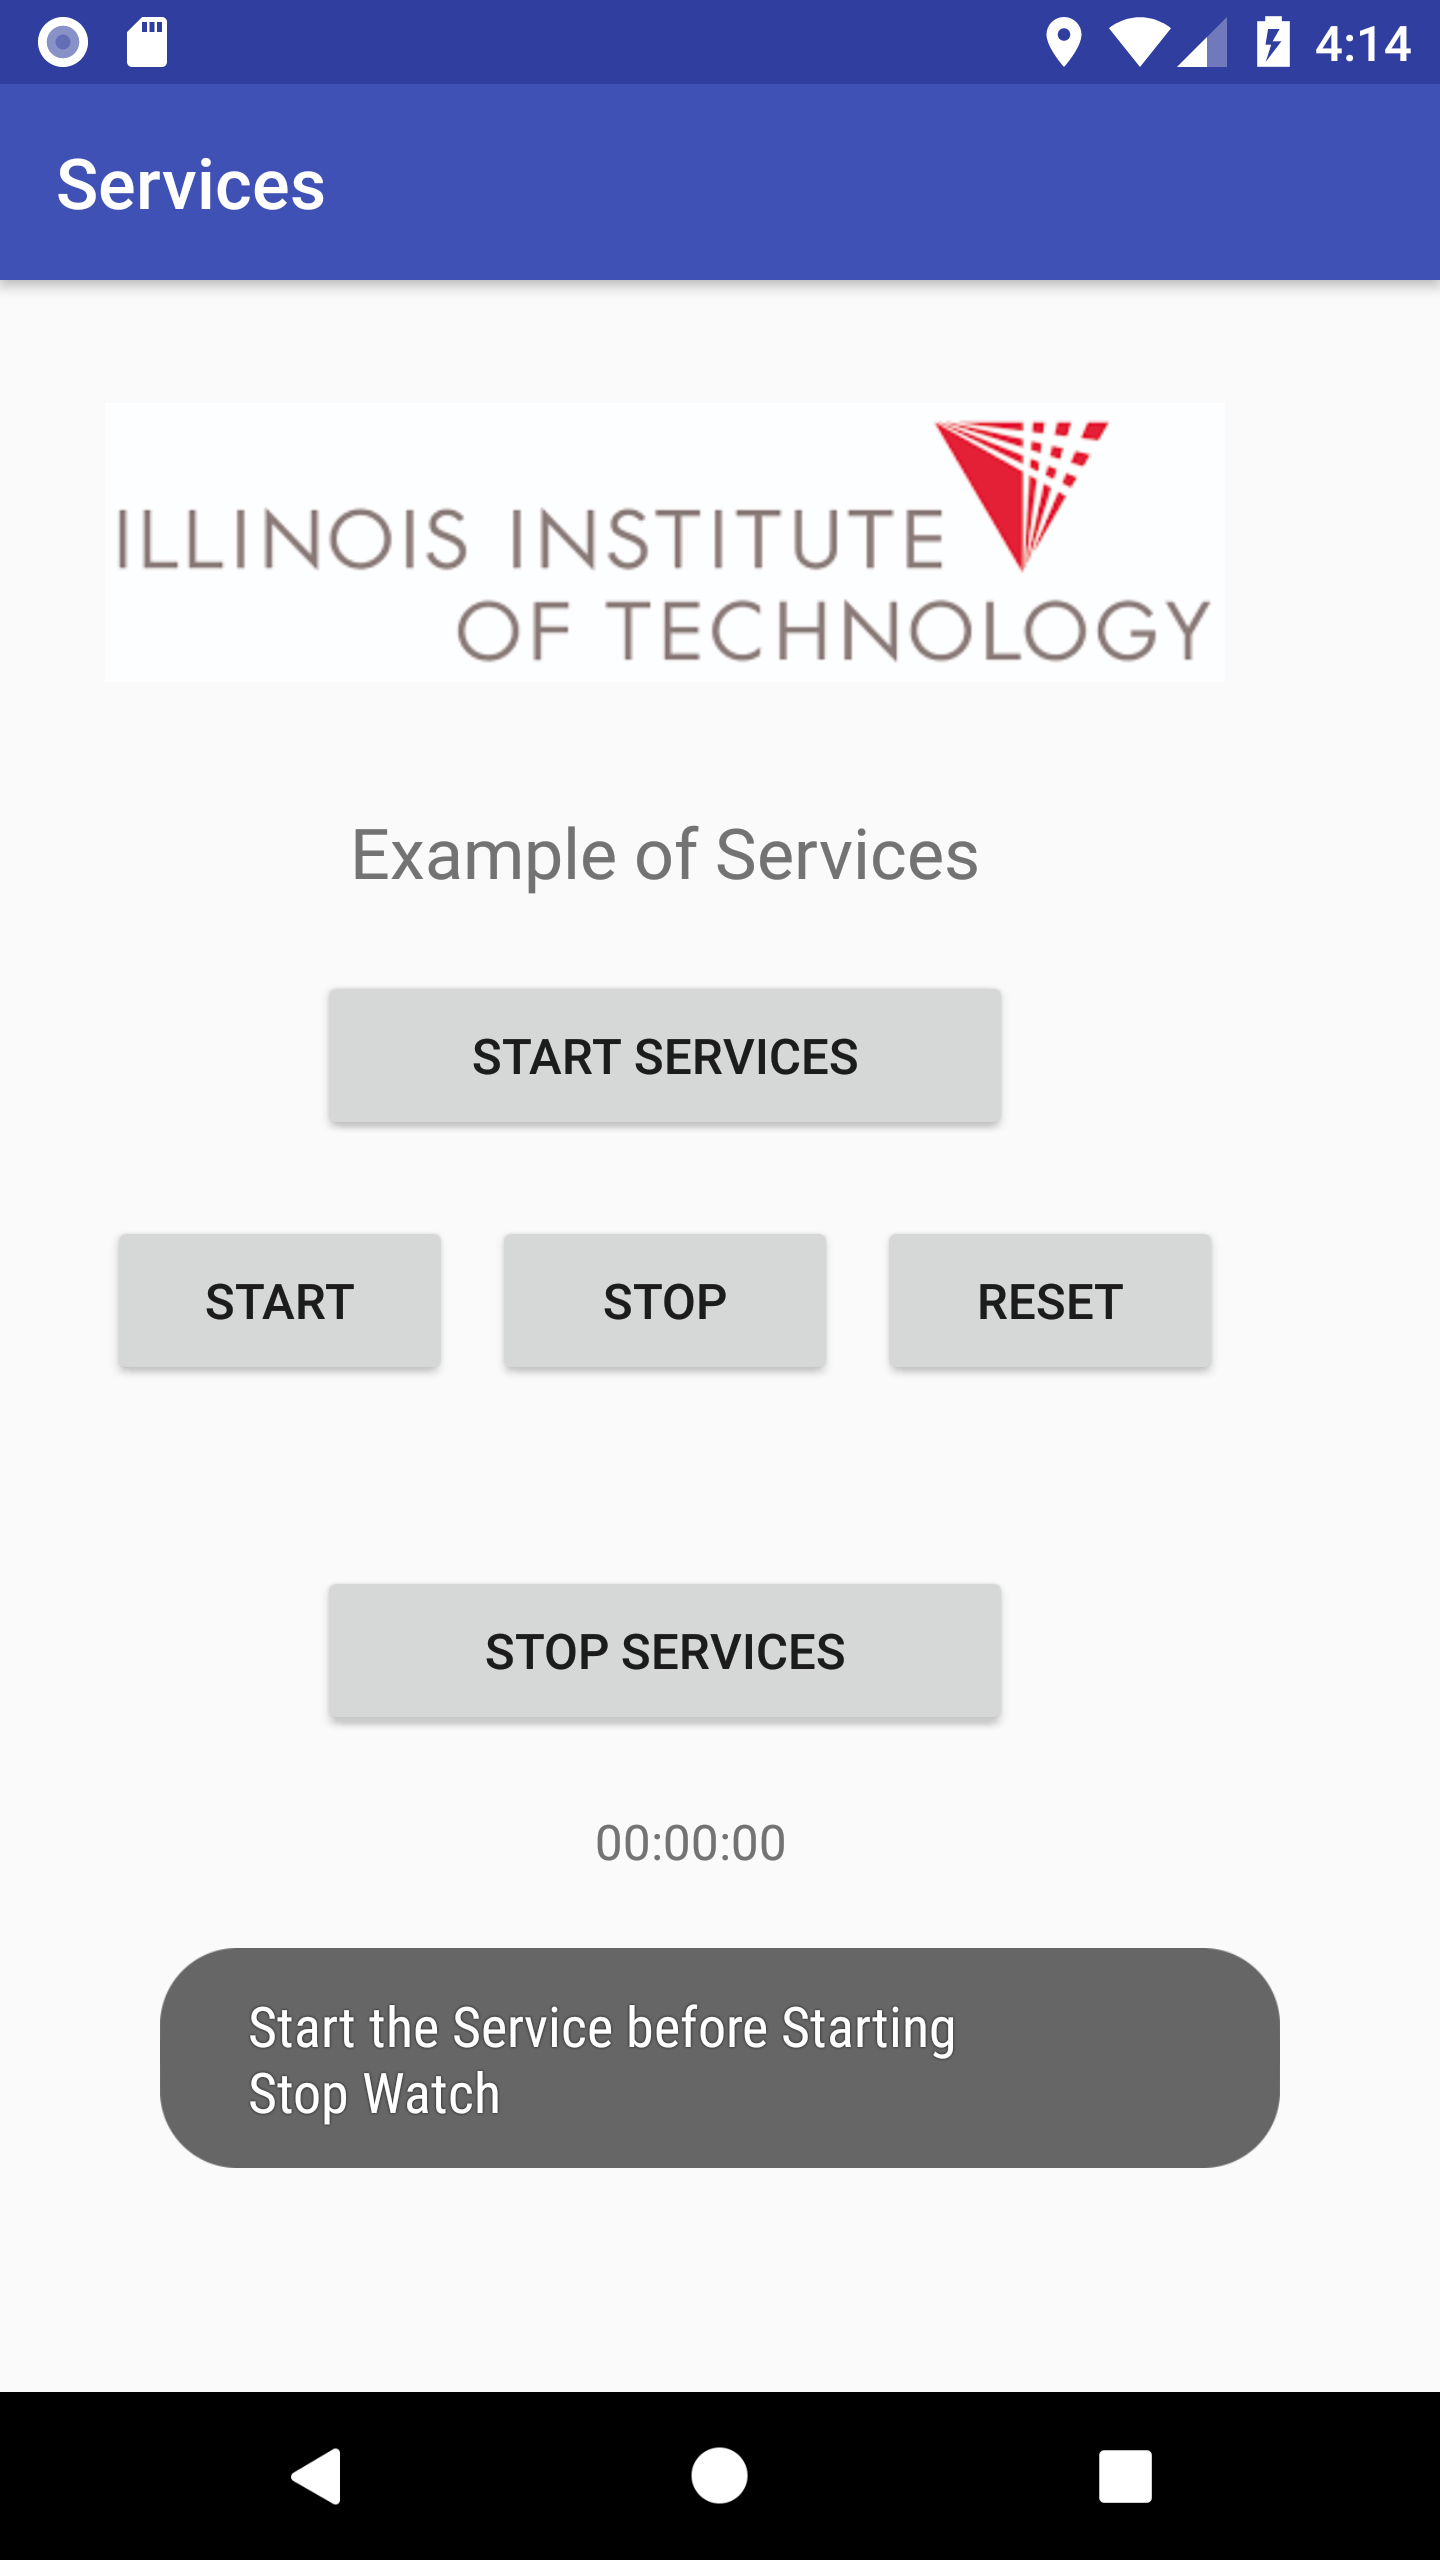 4:14
Services
ILLINOIS INSTITUTE
OF TECHNOLOGY
Example of Services
START SERVICES
START STOP RESET
STOP SERVICES
00:00:00
Start the Service before Starting
Stop Watch